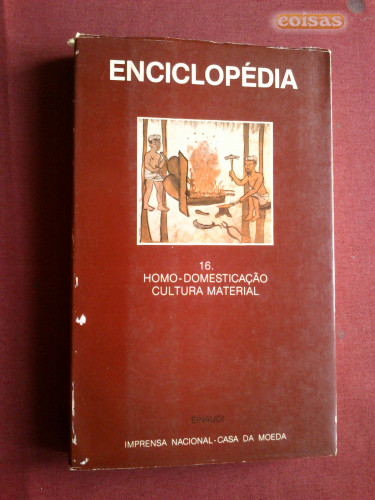 coisas
ENCICLOPÉDIA
16.
HOMO-DOMESTICAÇÃO
CULTURA MATERIAL
EINAUDI
IMPRENSA NACIONAL-CASA DA MOEDA